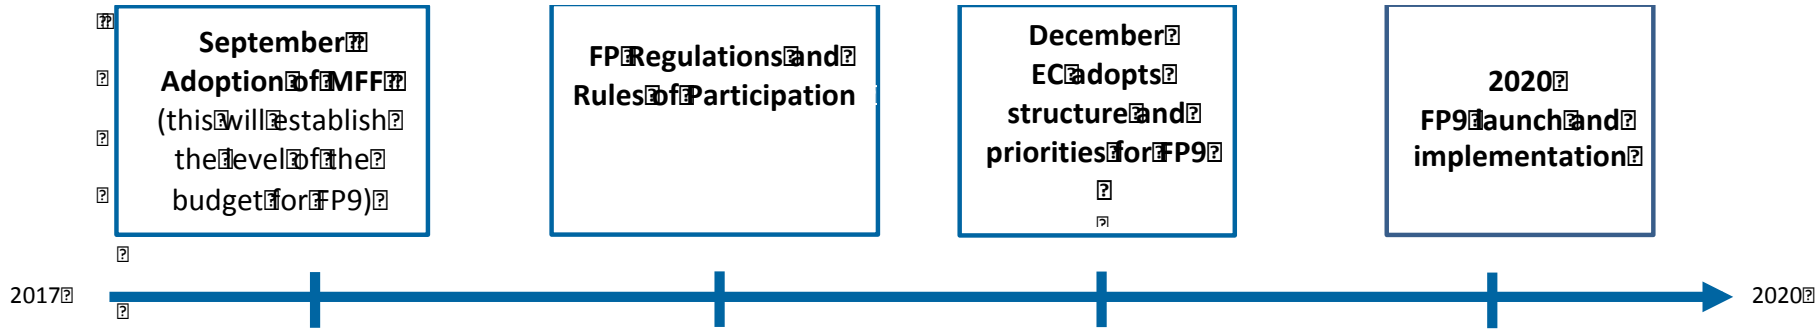 September
Adoption of MFF
(this will establish
the level of the
budget for FP9)
FP Regulations and
Rules of Participation
December
EC adopts
structure and
priorities for FP9
2020
FP9 launch and
implementation
2017
2020